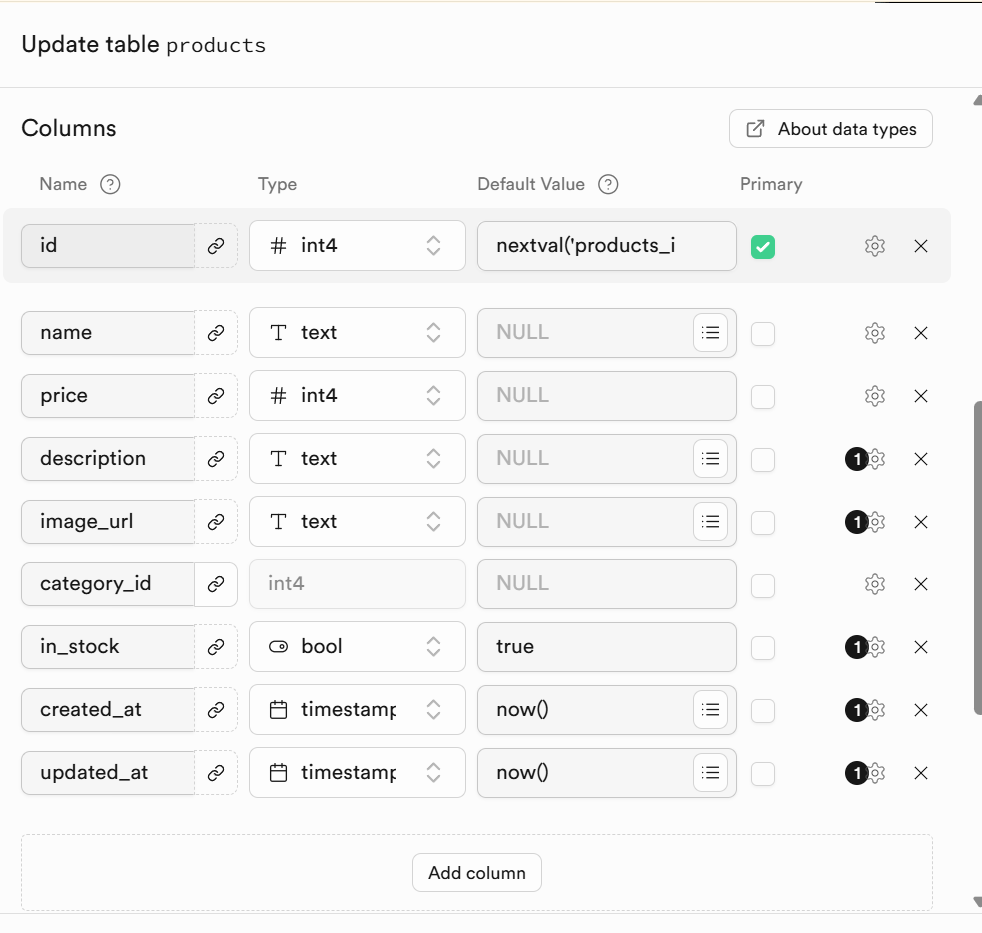 Update table products
Columns
About data types
Name ? Type Default Value ? Primary
id # int4 nextval('products_i
name T text NULL
price # int4 NULL
description T text NULL 1
image_url T text NULL 1
category_id int4 NULL
in_stock bool true 1
created_at timestamp now() 1
updated_at timestamp now() 1
Add column